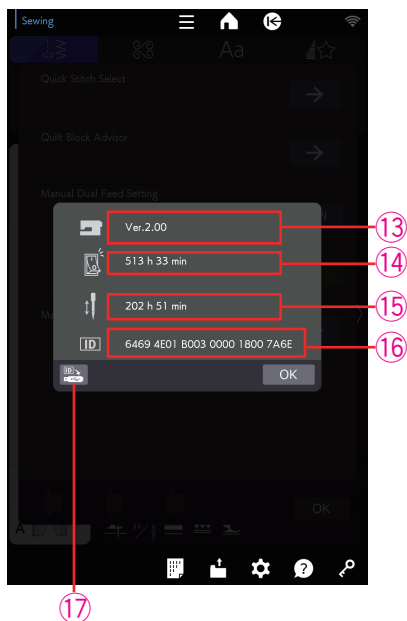 Sewing
Aa
Quick Stitch Select
Quilt Block Advisor
Manual Dual Feed Setting
Ver.2.00
513 h 33 min
202 h 51 min
ID 6469 4E01 B003 0000 1800 7A6E
ID OK
OK
A
?
⑬
⑭
⑮
⑯
⑰